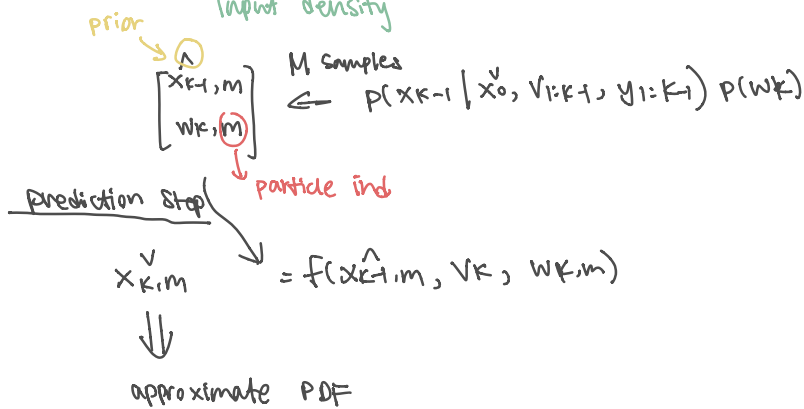 input density
prior
M samples
[x̂k-1,m
wk,m] ← p(xk-1 | x̌0, v1:k-1, y1:k-1) p(wk)
particle ind
prediction step
x̌k,m = f(x̂k-1,m, vk, wk,m)
⇓
approximate PDF